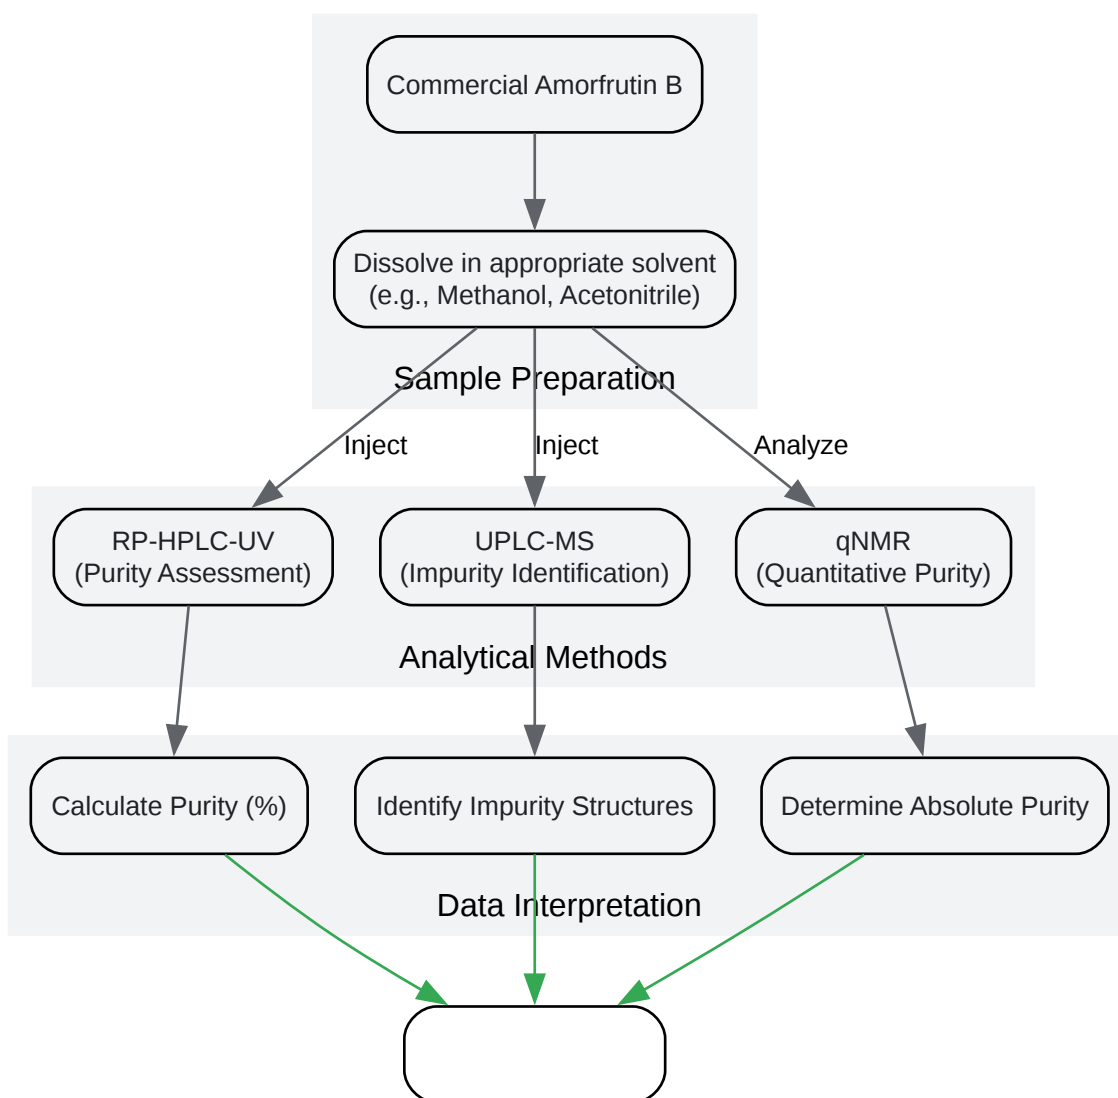 Commercial Amorfrutin B
Dissolve in appropriate solvent
(e.g., Methanol, Acetonitrile)
Sample Preparation
Inject
Inject
Analyze
RP-HPLC-UV
(Purity Assessment)
UPLC-MS
(Impurity Identification)
qNMR
(Quantitative Purity)
Analytical Methods
Calculate Purity (%)
Identify Impurity Structures
Determine Absolute Purity
Data Interpretation